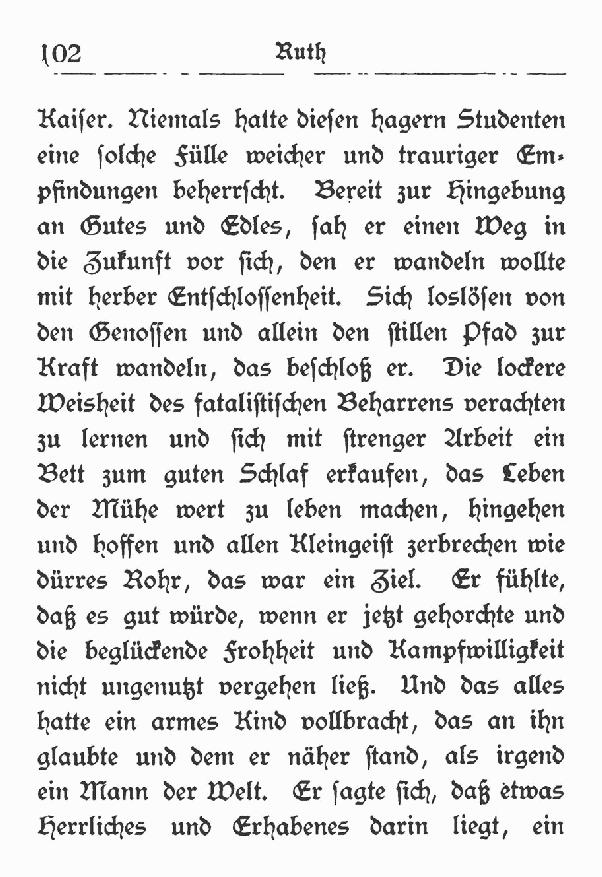 102 Ruth
Kaiser. Niemals hatte diesen hagern Studenten
eine solche Fülle weicher und trauriger Em-
pfindungen beherrscht. Bereit zur Hingebung
an Gutes und Edles, sah er einen Weg in
die Zukunft vor sich, den er wandeln wollte
mit herber Entschlossenheit. Sich loslösen von
den Genossen und allein den stillen Pfad zur
Kraft wandeln, das beschloß er. Die lockere
Weisheit des fatalistischen Beharrens verachten
zu lernen und sich mit strenger Arbeit ein
Bett zum guten Schlaf erkaufen, das Leben
der Mühe wert zu leben machen, hingehen
und hoffen und allen Kleingeist zerbrechen wie
dürres Rohr, das war ein Ziel. Er fühlte,
daß es gut würde, wenn er jetzt gehorchte und
die beglückende Frohheit und Kampfwilligkeit
nicht ungenutzt vergehen ließ. Und das alles
hatte ein armes Kind vollbracht, das an ihn
glaubte und dem er näher stand, als irgend
ein Mann der Welt. Er sagte sich, daß etwas
Herrliches und Erhabenes darin liegt, ein